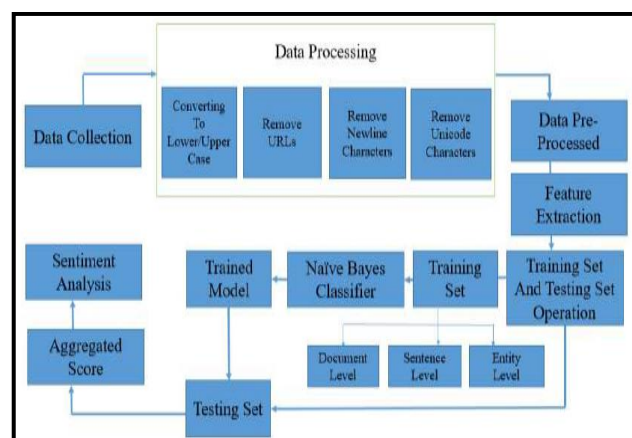 Data Processing
Converting
To
Lower/Upper
Case
Remove
URLs
Remove
Newline
Characters
Remove
Unicode
Characters
Data Collection
Data Pre-
Processed
Feature
Extraction
Training Set
And Testing Set
Operation
Training
Set
Naïve Bayes
Classifier
Trained
Model
Sentiment
Analysis
Document
Level
Sentence
Level
Entity
Level
Aggregated
Score
Testing Set